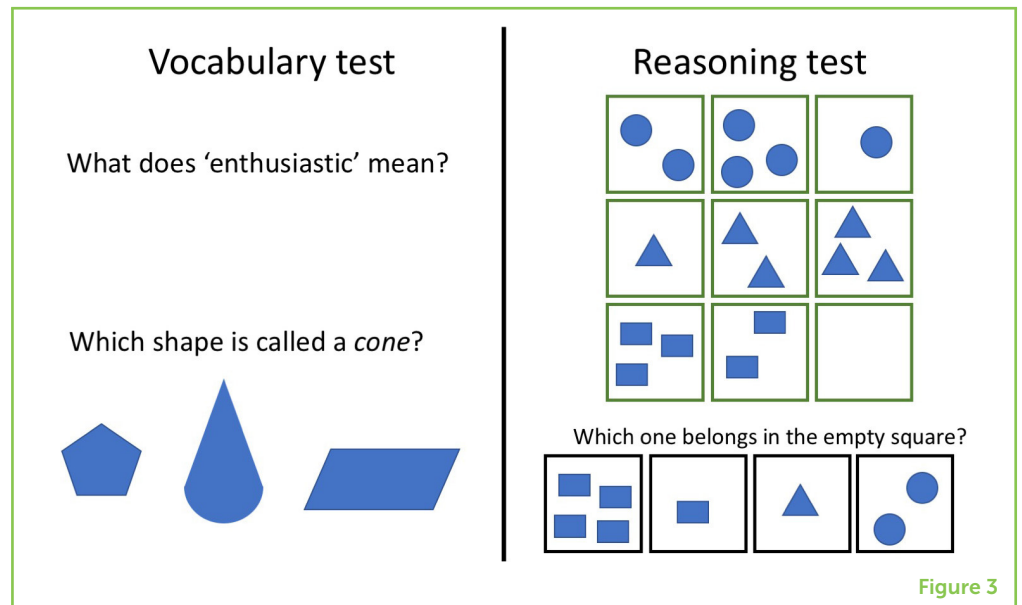 Vocabulary test
What does ‘enthusiastic’ mean?
Which shape is called a cone?
Reasoning test
Which one belongs in the empty square?
Figure 3